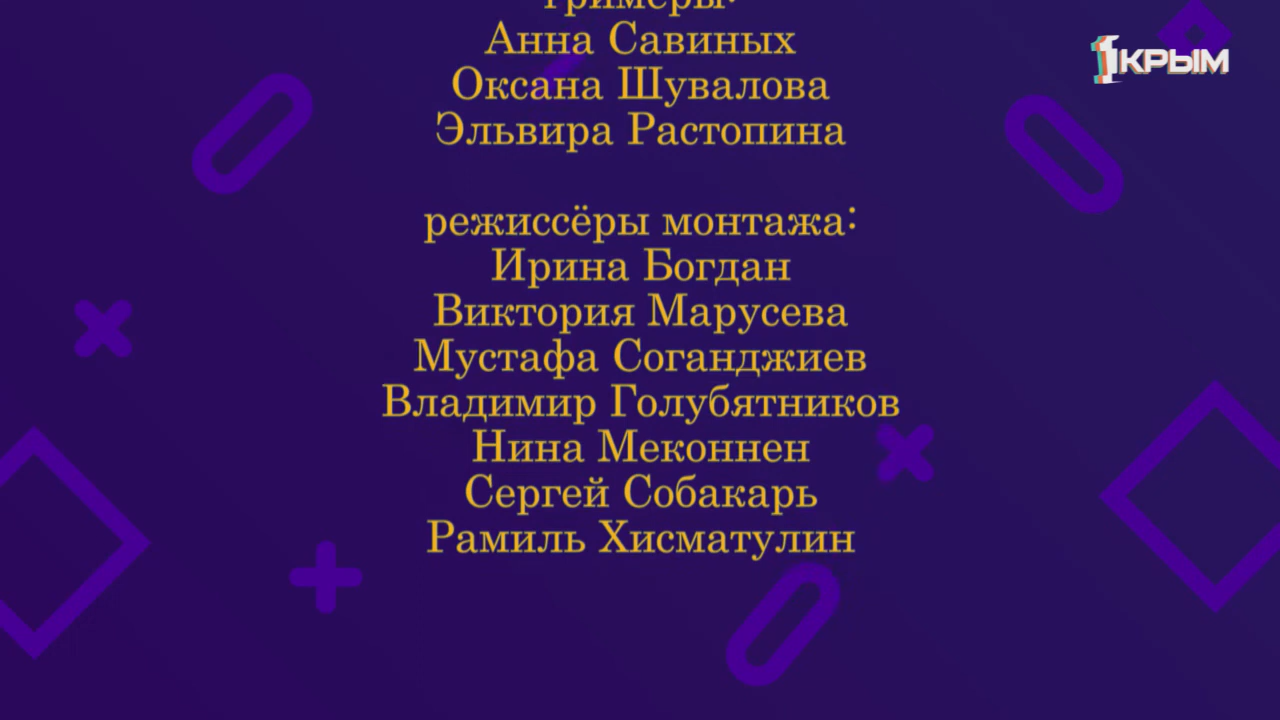 гримёры:
Анна Савиных
Оксана Шувалова
Эльвира Растопина
режиссёры монтажа:
Ирина Богдан
Виктория Марусева
Мустафа Соганджиев
Владимир Голубятников
Нина Меконнен
Сергей Собакарь
Рамиль Хисматулин
1КРЫМ